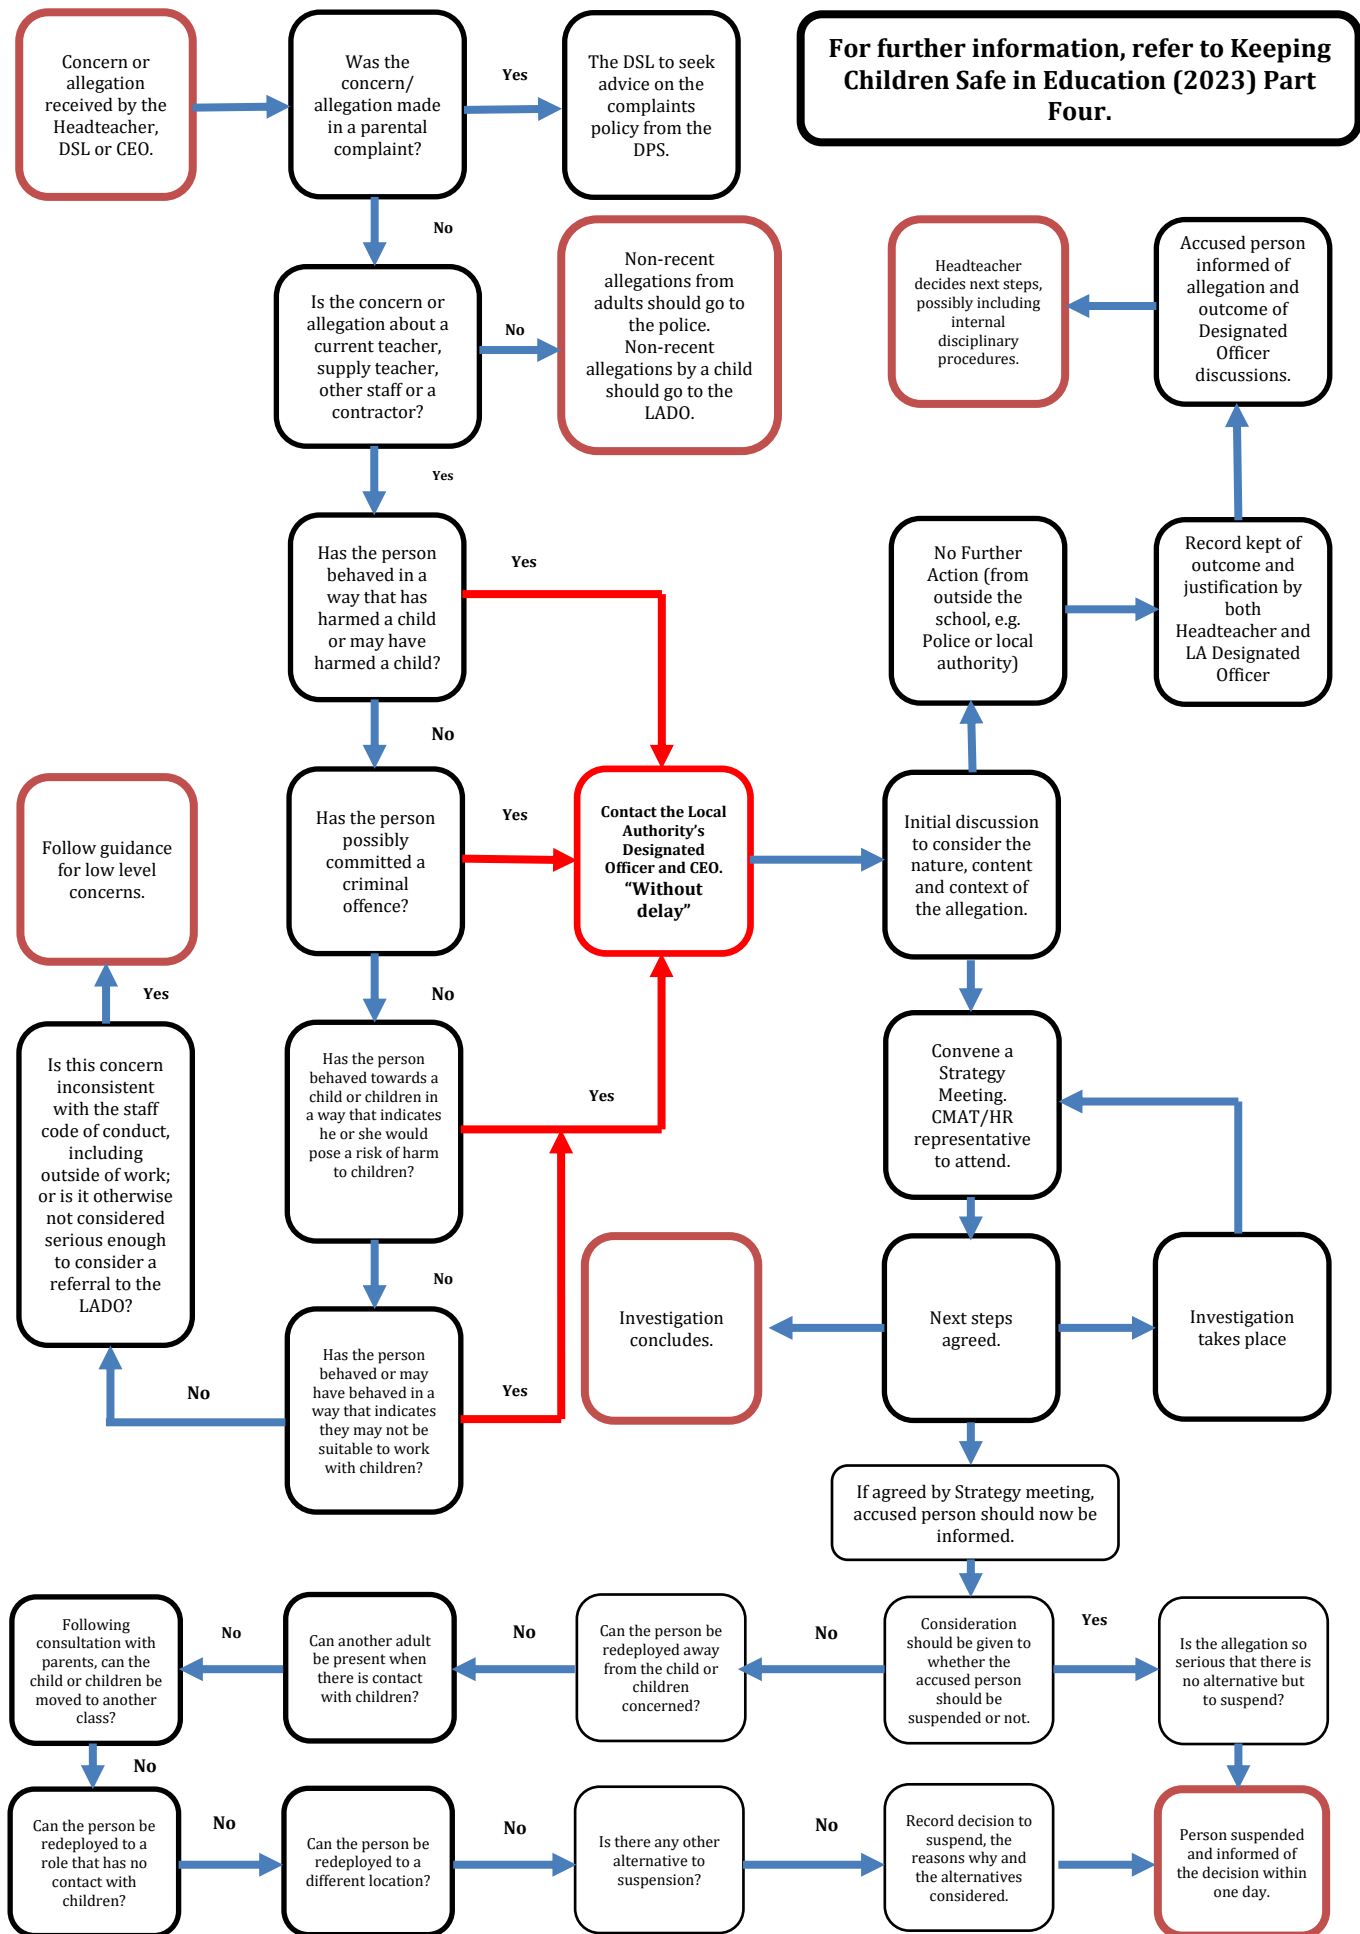 Concern or
allegation
received by the
Headteacher,
DSL or CEO.
Was the
concern/
allegation made
in a parental
complaint?
Yes
The DSL to seek
advice on the
complaints
policy from the
DPS.
For further information, refer to Keeping
Children Safe in Education (2023) Part
Four.
No
Is the concern or
allegation about a
current teacher,
supply teacher,
other staff or a
contractor?
No
Non-recent
allegations from
adults should go to
the police.
Non-recent
allegations by a child
should go to the
LADO.
Headteacher
decides next steps,
possibly including
internal
disciplinary
procedures.
Accused person
informed of
allegation and
outcome of
Designated
Officer
discussions.
Yes
Has the person
behaved in a
way that has
harmed a child
or may have
harmed a child?
Yes
No Further
Action (from
outside the
school, e.g.
Police or local
authority)
Record kept of
outcome and
justification by
both
Headteacher and
LA Designated
Officer
No
Follow guidance
for low level
concerns.
Has the person
possibly
committed a
criminal
offence?
Yes
Contact the Local
Authority’s
Designated
Officer and CEO.
“Without
delay”
Initial discussion
to consider the
nature, content
and context of
the allegation.
Yes
No
Is this concern
inconsistent
with the staff
code of conduct,
including
outside of work;
or is it otherwise
not considered
serious enough
to consider a
referral to the
LADO?
Has the person
behaved towards a
child or children in
a way that indicates
he or she would
pose a risk of harm
to children?
Yes
Convene a
Strategy
Meeting.
CMAT/HR
representative
to attend.
No
Investigation
concludes.
Next steps
agreed.
Investigation
takes place
No
Has the person
behaved or may
have behaved in a
way that indicates
they may not be
suitable to work
with children?
Yes
If agreed by Strategy meeting,
accused person should now be
informed.
Following
consultation with
parents, can the
child or children be
moved to another
class?
No
Can another adult
be present when
there is contact
with children?
No
Can the person be
redeployed away
from the child or
children
concerned?
No
Consideration
should be given to
whether the
accused person
should be
suspended or not.
Yes
Is the allegation so
serious that there is
no alternative but
to suspend?
No
Can the person be
redeployed to a
role that has no
contact with
children?
No
Can the person be
redeployed to a
different location?
No
Is there any other
alternative to
suspension?
No
Record decision to
suspend, the
reasons why and
the alternatives
considered.
Person suspended
and informed of
the decision within
one day.